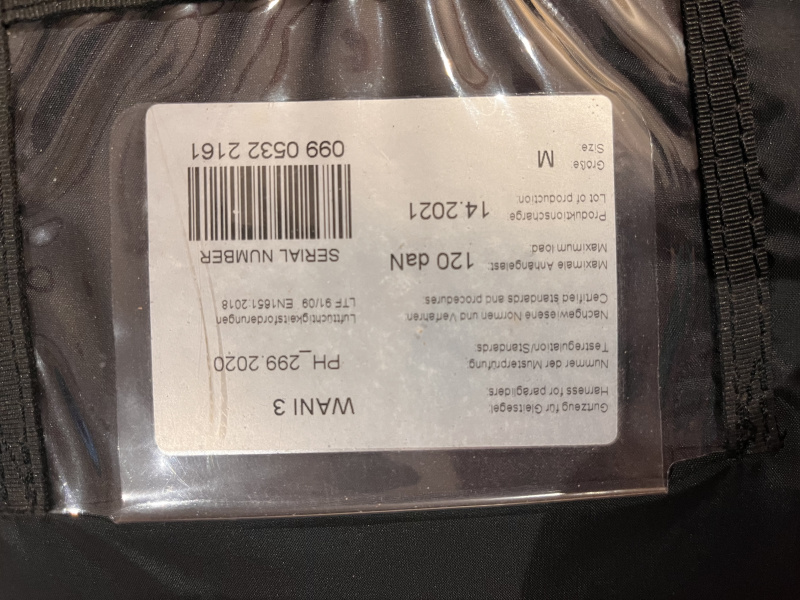 Gurtzeug für Gleitsegel:
Harness for paragliders:
WANI 3
Nummer der Musterprüfung
Testregulation/Standards:
PH_299.2020
Nachgewiesene Normen und Verfahren
Certified standards and procedures:
Lufttüchtigkeitsforderungen
LTF 91/09 EN1651:2018
Maximale Anhängelast:
Maximum load:
120 daN
Produktionscharge:
Lot of production:
14.2021
Größe:
Size:
M
SERIAL NUMBER
099 0532 2161